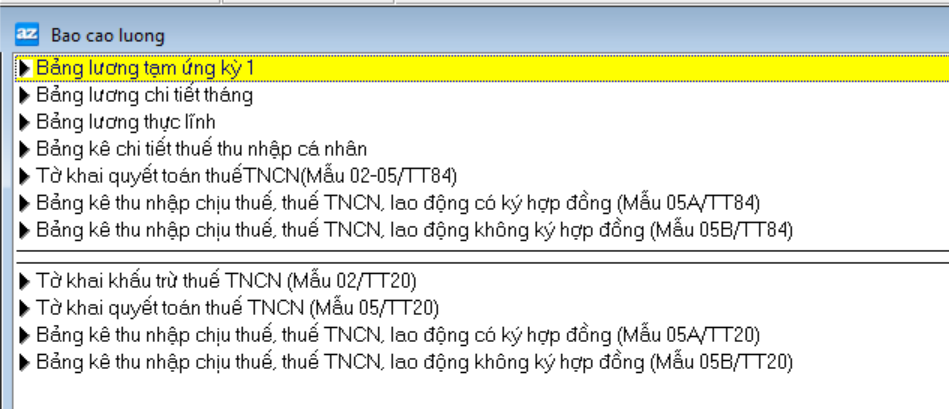 az Bao cao luong
Bảng lương tạm ứng kỳ 1
Bảng lương chi tiết tháng
Bảng lương thực lĩnh
Bảng kê chi tiết thuế thu nhập cá nhân
Tờ khai quyết toán thuếTNCN(Mẫu 02-05/TT84)
Bảng kê thu nhập chịu thuế, thuế TNCN, lao động có ký hợp đồng (Mẫu 05A/TT84)
Bảng kê thu nhập chịu thuế, thuế TNCN, lao động không ký hợp đồng (Mẫu 05B/TT84)
Tờ khai khấu trừ thuế TNCN (Mẫu 02/TT20)
Tờ khai quyết toán thuế TNCN (Mẫu 05/TT20)
Bảng kê thu nhập chịu thuế, thuế TNCN, lao động có ký hợp đồng (Mẫu 05A/TT20)
Bảng kê thu nhập chịu thuế, thuế TNCN, lao động không ký hợp đồng (Mẫu 05B/TT20)